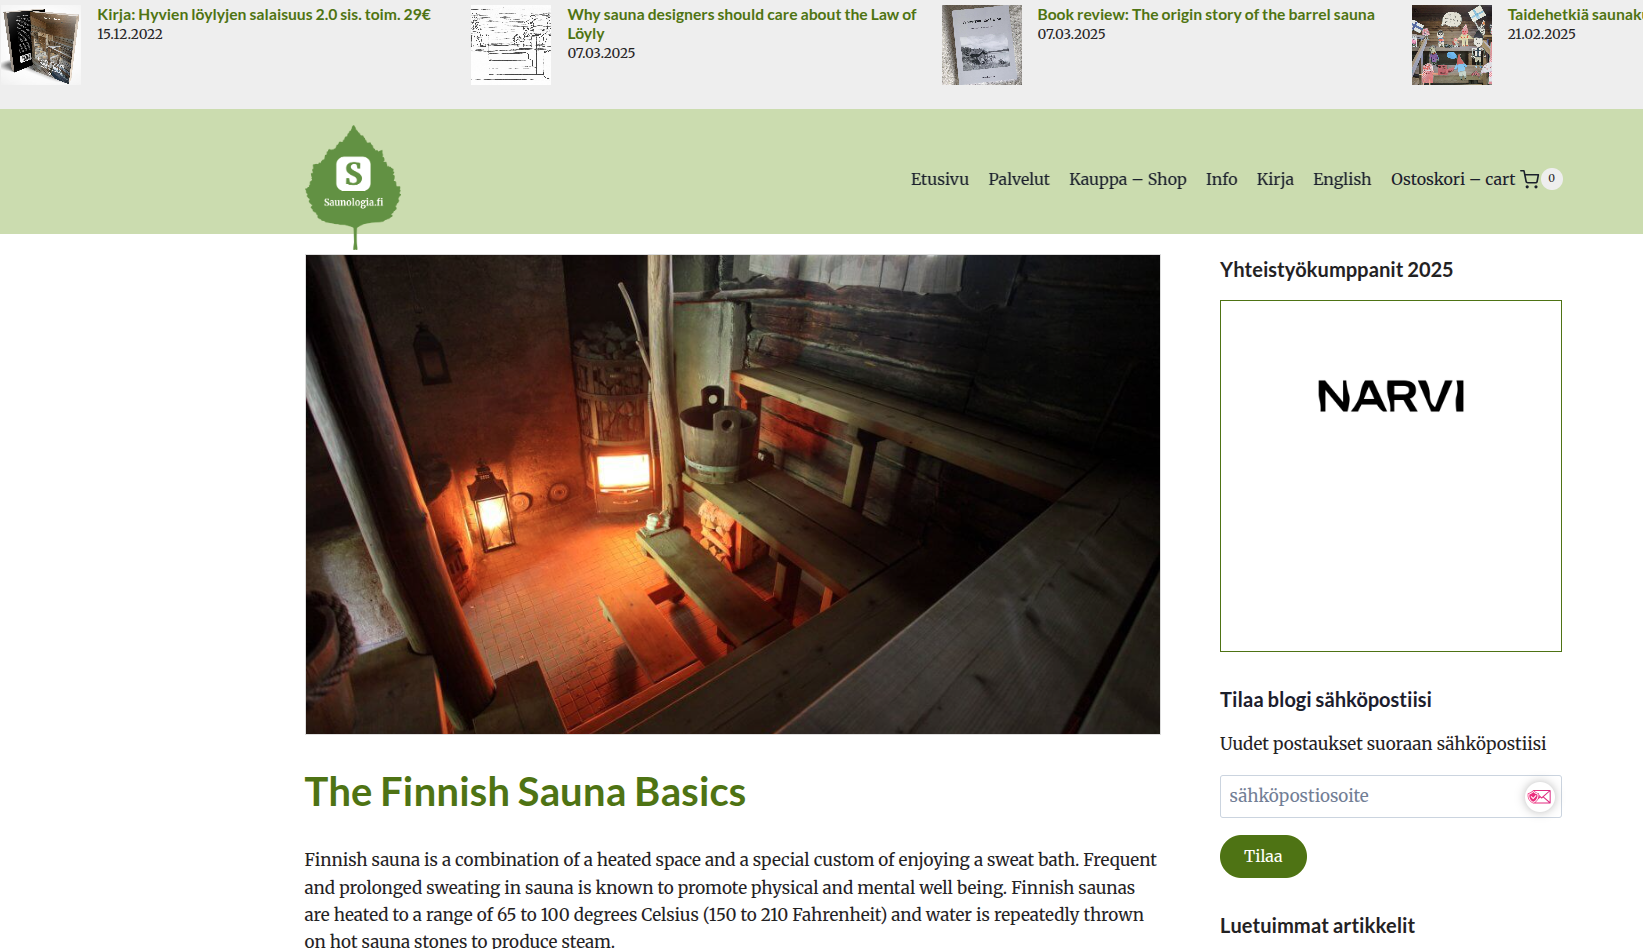 Kirja: Hyvien löylyjen salaisuus 2.0 sis. toim. 29€
15.12.2022
Why sauna designers should care about the Law of
Löyly
07.03.2025
Book review: The origin story of the barrel sauna
07.03.2025
Taidehetkiä saunaku
21.02.2025
S
Saunologia.fi
Etusivu
Palvelut
Kauppa – Shop
Info
Kirja
English
Ostoskori – cart
0
Yhteistyökumppanit 2025
NARVI
Tilaa blogi sähköpostiisi
Uudet postaukset suoraan sähköpostiisi
sähköpostiosoite
Tilaa
Luetuimmat artikkelit
The Finnish Sauna Basics
Finnish sauna is a combination of a heated space and a special custom of enjoying a sweat bath. Frequent
and prolonged sweating in sauna is known to promote physical and mental well being. Finnish saunas
are heated to a range of 65 to 100 degrees Celsius (150 to 210 Fahrenheit) and water is repeatedly thrown
on hot sauna stones to produce steam.